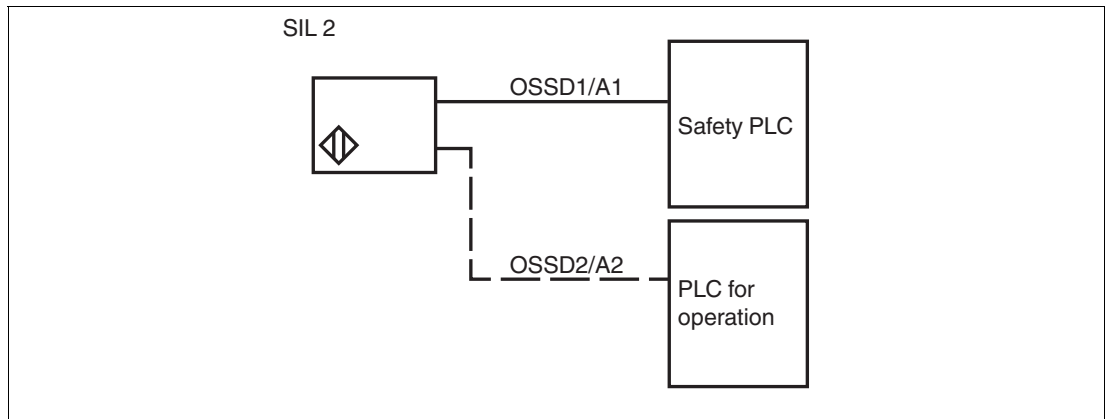 SIL 2
OSSD1/A1
Safety PLC
OSSD2/A2
PLC for
operation